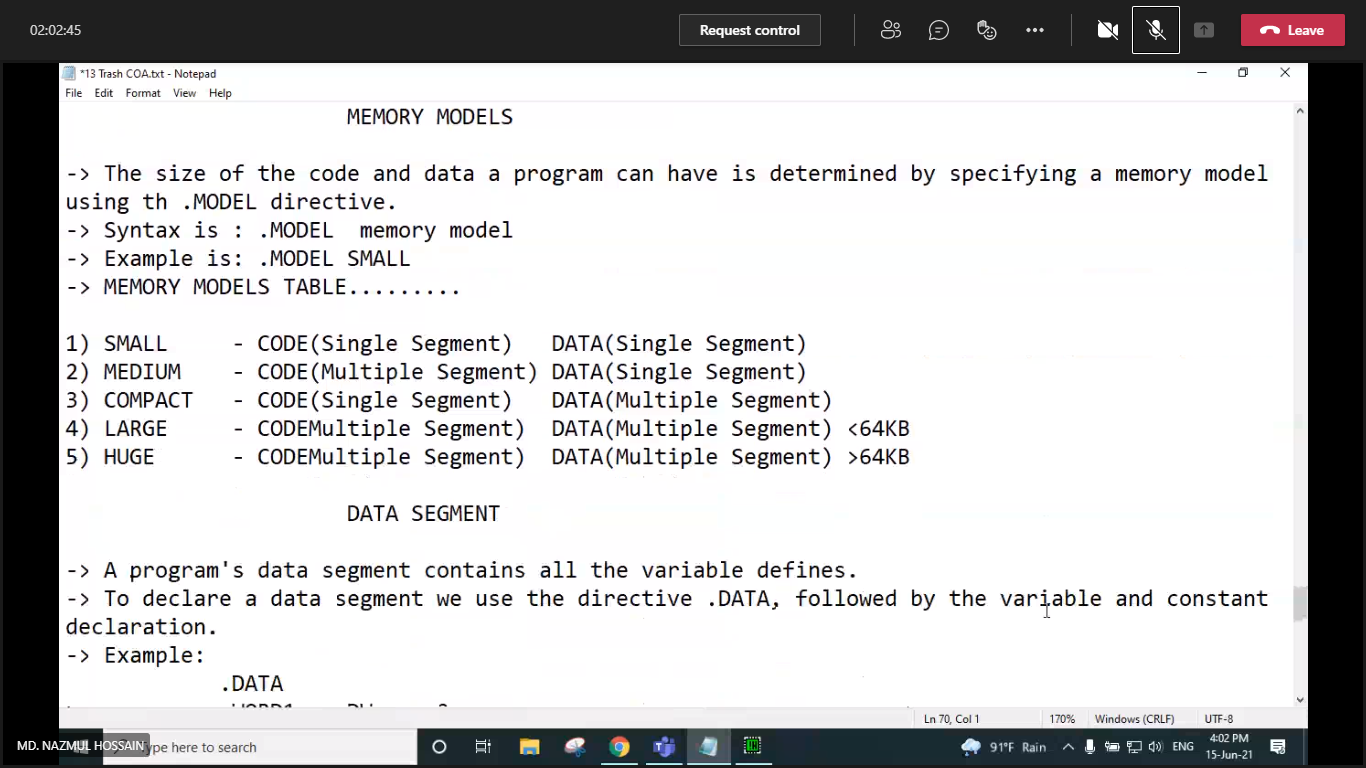 02:02:45
Request control
Leave
*13 Trash COA.txt - Notepad
File Edit Format View Help
MEMORY MODELS
-> The size of the code and data a program can have is determined by specifying a memory model
using th .MODEL directive.
-> Syntax is : .MODEL  memory model
-> Example is: .MODEL SMALL
-> MEMORY MODELS TABLE.........
1) SMALL     - CODE(Single Segment)   DATA(Single Segment)
2) MEDIUM    - CODE(Multiple Segment) DATA(Single Segment)
3) COMPACT   - CODE(Single Segment)   DATA(Multiple Segment)
4) LARGE     - CODEMultiple Segment)  DATA(Multiple Segment) <64KB
5) HUGE      - CODEMultiple Segment)  DATA(Multiple Segment) >64KB
DATA SEGMENT
-> A program's data segment contains all the variable defines.
-> To declare a data segment we use the directive .DATA, followed by the variable and constant
declaration.
-> Example:
.DATA
Ln 70, Col 1 170% Windows (CRLF) UTF-8
MD. NAZMUL HOSSAIN
ype here to search
91°F Rain
ENG
4:02 PM
15-Jun-21